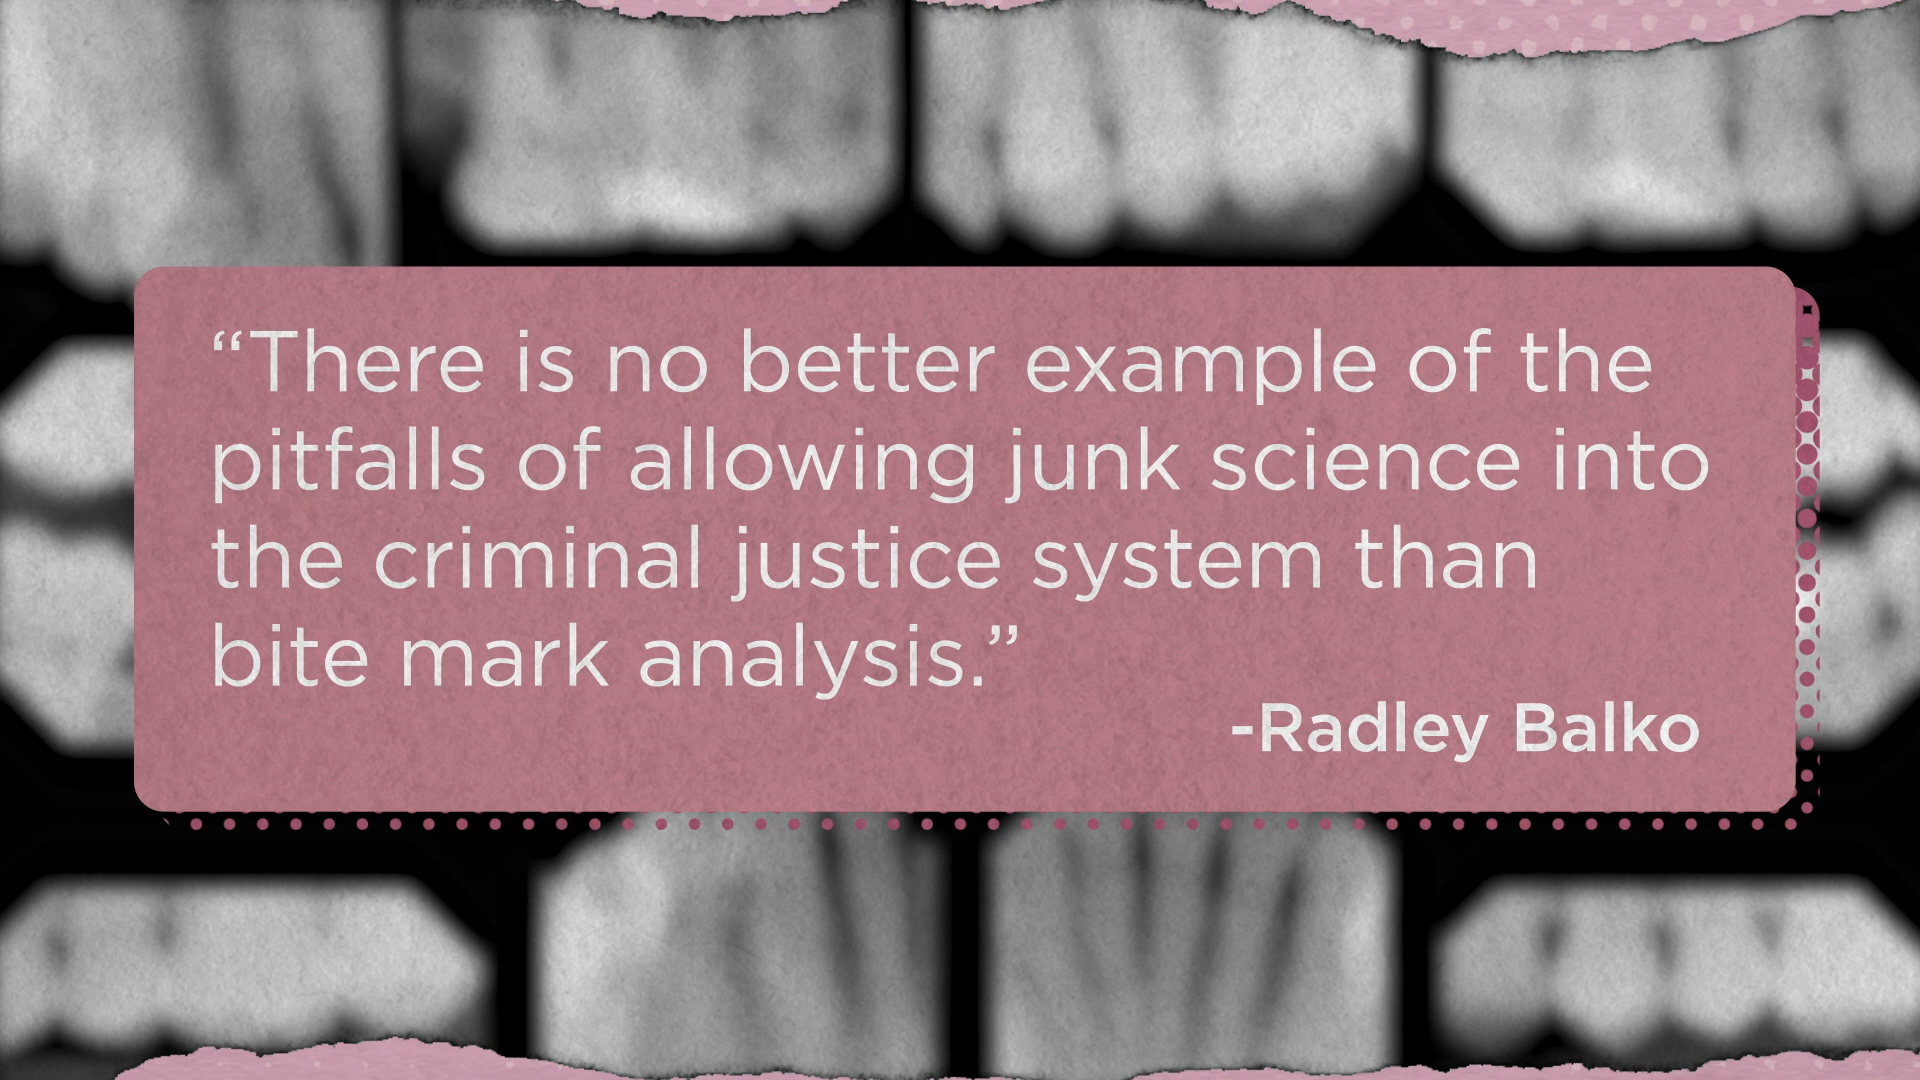 “There is no better example of the
pitfalls of allowing junk science into
the criminal justice system than
bite mark analysis.”
-Radley Balko